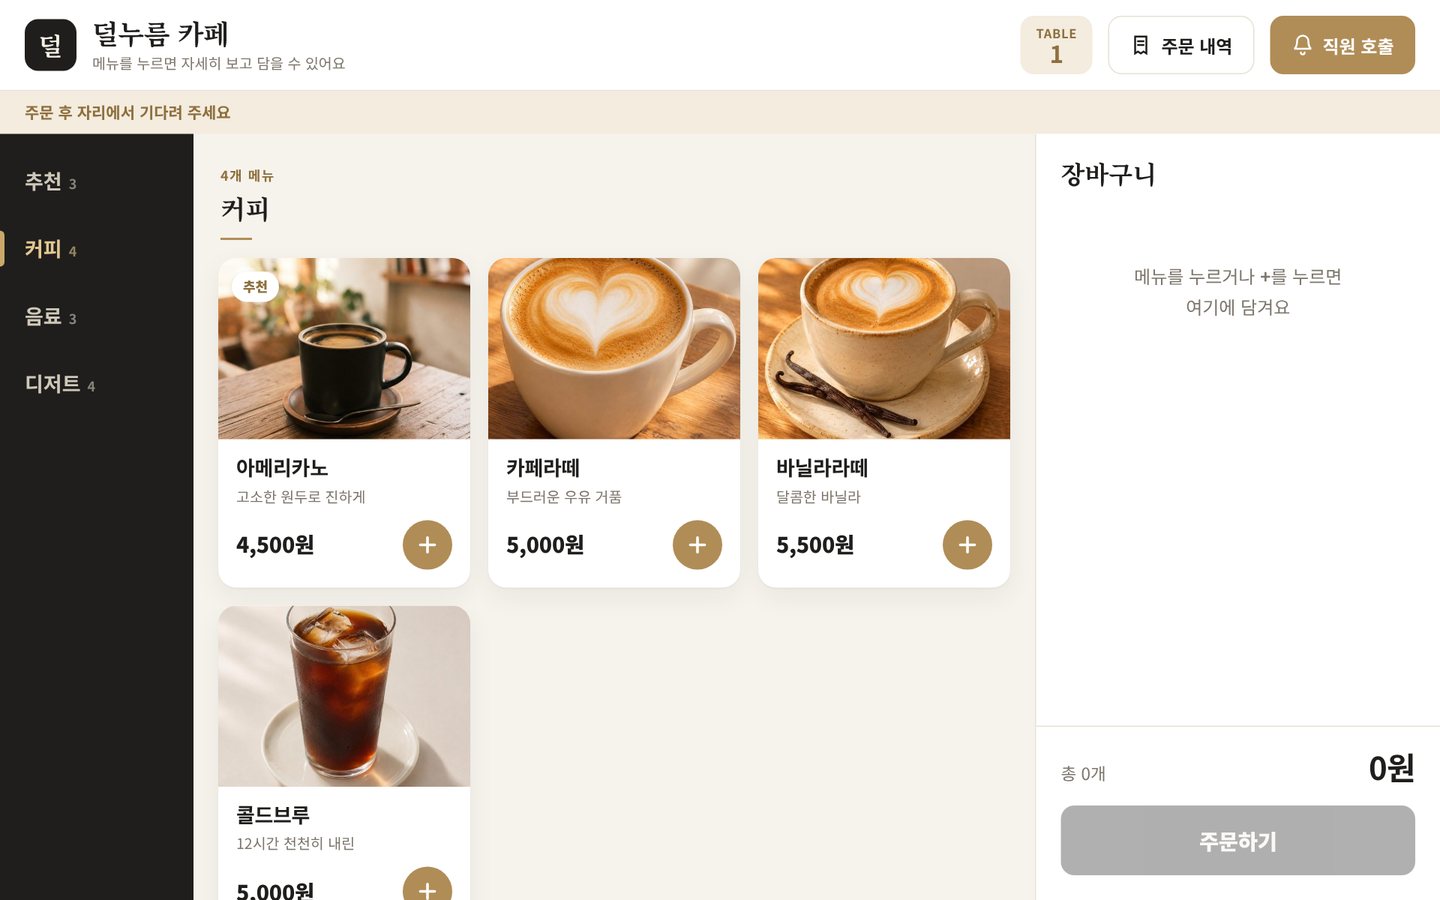 덜
덜누름 카페
메뉴를 누르면 자세히 보고 담을 수 있어요
TABLE
1
주문 내역
직원 호출
주문 후 자리에서 기다려 주세요
추천 3
커피 4
음료 3
디저트 4
4개 메뉴
커피
추천
아메리카노
고소한 원두로 진하게
4,500원
카페라떼
부드러운 우유 거품
5,000원
바닐라라떼
달콤한 바닐라
5,500원
콜드브루
12시간 천천히 내린
5,000원
장바구니
메뉴를 누르거나 +를 누르면
여기에 담겨요
총 0개
0원
주문하기